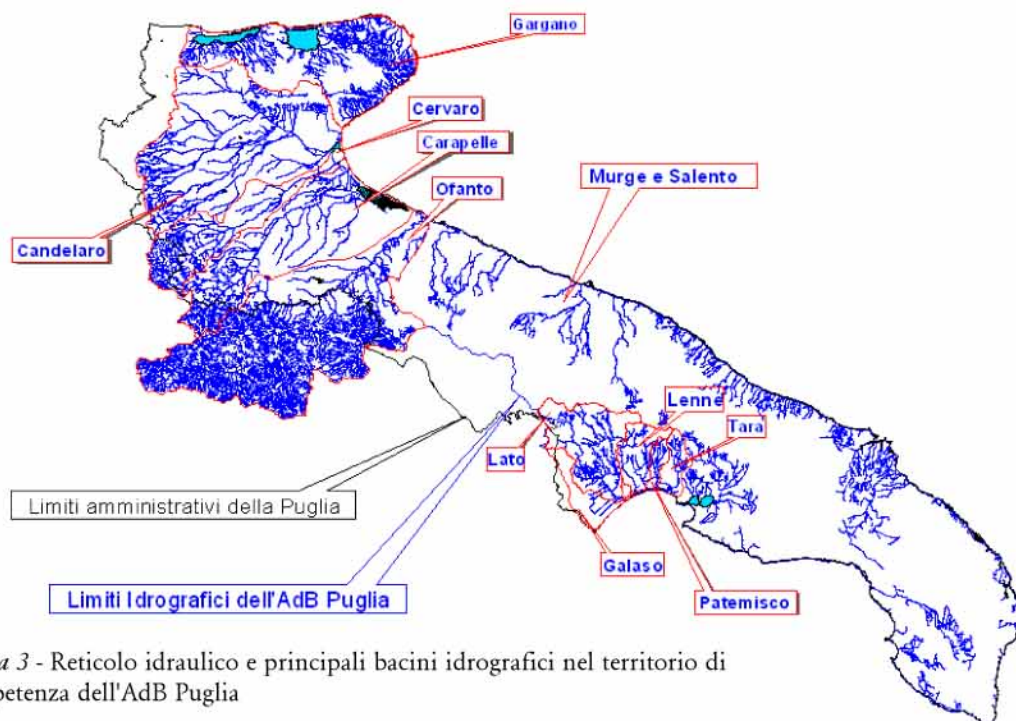 Gargano
Cervaro
Carapelle
Ofanto
Murge e Salento
Candelaro
Lenne
Tara
Lato
Limiti amministrativi della Puglia
Galaso
Limiti Idrografici dell'AdB Puglia
Patemisco
a 3 - Reticolo idraulico e principali bacini idrografici nel territorio di
petenza dell'AdB Puglia